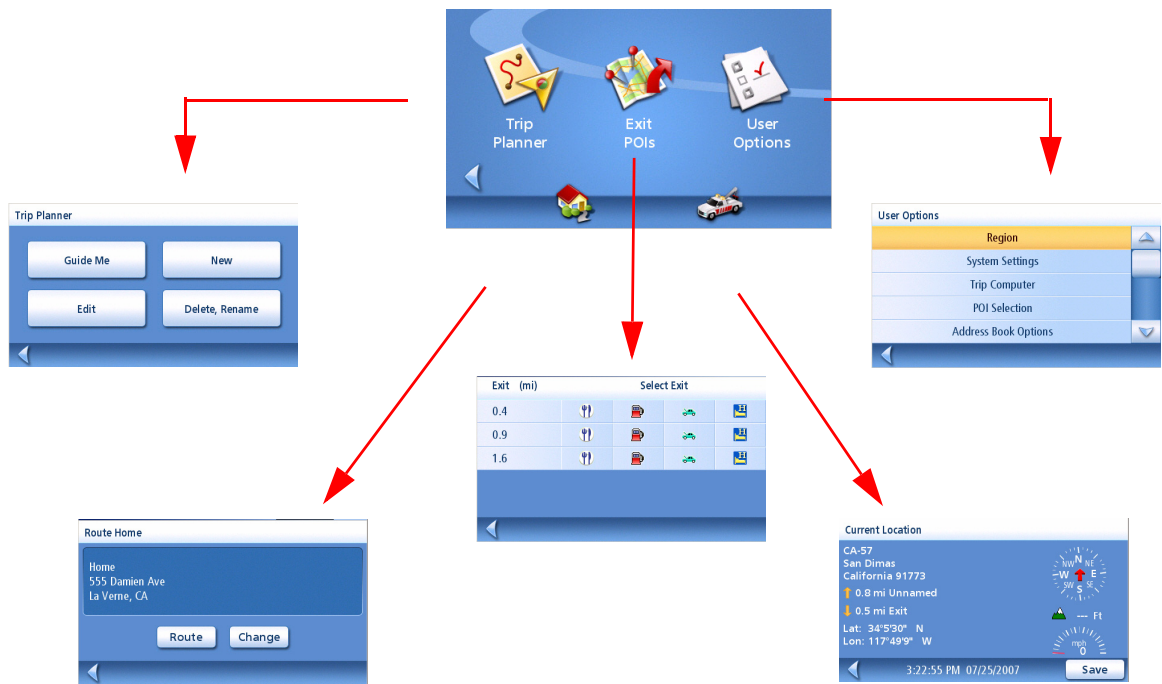 Trip
Planner
Exit
POIs
User
Options
Trip Planner
Guide Me
New
Edit
Delete, Rename
User Options
Region
System Settings
Trip Computer
POI Selection
Address Book Options
Exit (mi) Select Exit
0.4
0.9
1.6
Route Home
Home
555 Damien Ave
La Verne, CA
Route
Change
Current Location
CA-57
San Dimas
California 91773
0.8 mi Unnamed
0.5 mi Exit
Lat: 34°5'30" N
Lon: 117°49'9" W
N
NE
E
SE
S
SW
W
NW
--- Ft
mph
0
3:22:55 PM 07/25/2007
Save